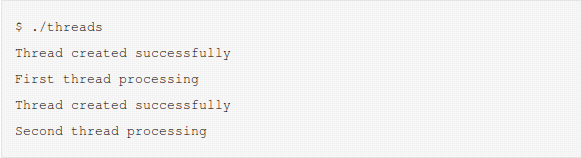 $ ./threads
Thread created successfully
First thread processing
Thread created successfully
Second thread processing